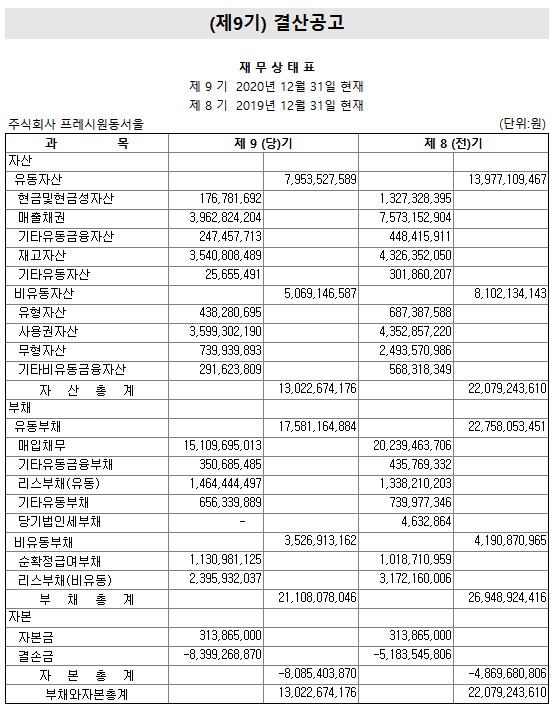 (제9기) 결산공고
재 무 상 태 표
제 9 기 2020년 12월 31일 현재
제 8 기 2019년 12월 31일 현재
주식회사 프레시원동서울 (단위:원)
과 목 제 9 (당)기 제 8 (전)기
자산
유동자산 7,953,527,589 13,977,109,467
현금및현금성자산 176,781,692 1,327,328,395
매출채권 3,962,824,204 7,573,152,904
기타유동금융자산 247,457,713 448,415,911
재고자산 3,540,808,489 4,326,352,050
기타유동자산 25,655,491 301,860,207
비유동자산 5,069,146,587 8,102,134,143
유형자산 438,280,695 687,387,588
사용권자산 3,599,302,190 4,352,857,220
무형자산 739,939,893 2,493,570,986
기타비유동금융자산 291,623,809 568,318,349
자 산 총 계 13,022,674,176 22,079,243,610
부채
유동부채 17,581,164,884 22,758,053,451
매입채무 15,109,695,013 20,239,463,706
기타유동금융부채 350,685,485 435,769,332
리스부채(유동) 1,464,444,497 1,338,210,203
기타유동부채 656,339,889 739,977,346
당기법인세부채 - 4,632,864
비유동부채 3,526,913,162 4,190,870,965
순확정급여부채 1,130,981,125 1,018,710,959
리스부채(비유동) 2,395,932,037 3,172,160,006
부 채 총 계 21,108,078,046 26,948,924,416
자본
자본금 313,865,000 313,865,000
결손금 -8,399,268,870 -5,183,545,806
자 본 총 계 -8,085,403,870 -4,869,680,806
부채와자본총계 13,022,674,176 22,079,243,610